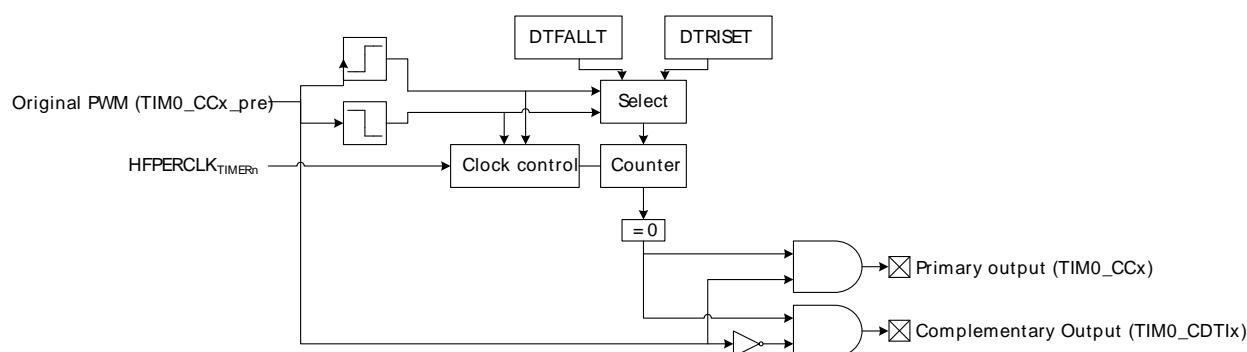 DTFALLT DTRISET
Original PWM (TIM0_CCx_pre)
Select
HFPERCLKTIMERn
Clock control
Counter
= 0
Primary output (TIM0_CCx)
Complementary Output (TIM0_CDTIx)